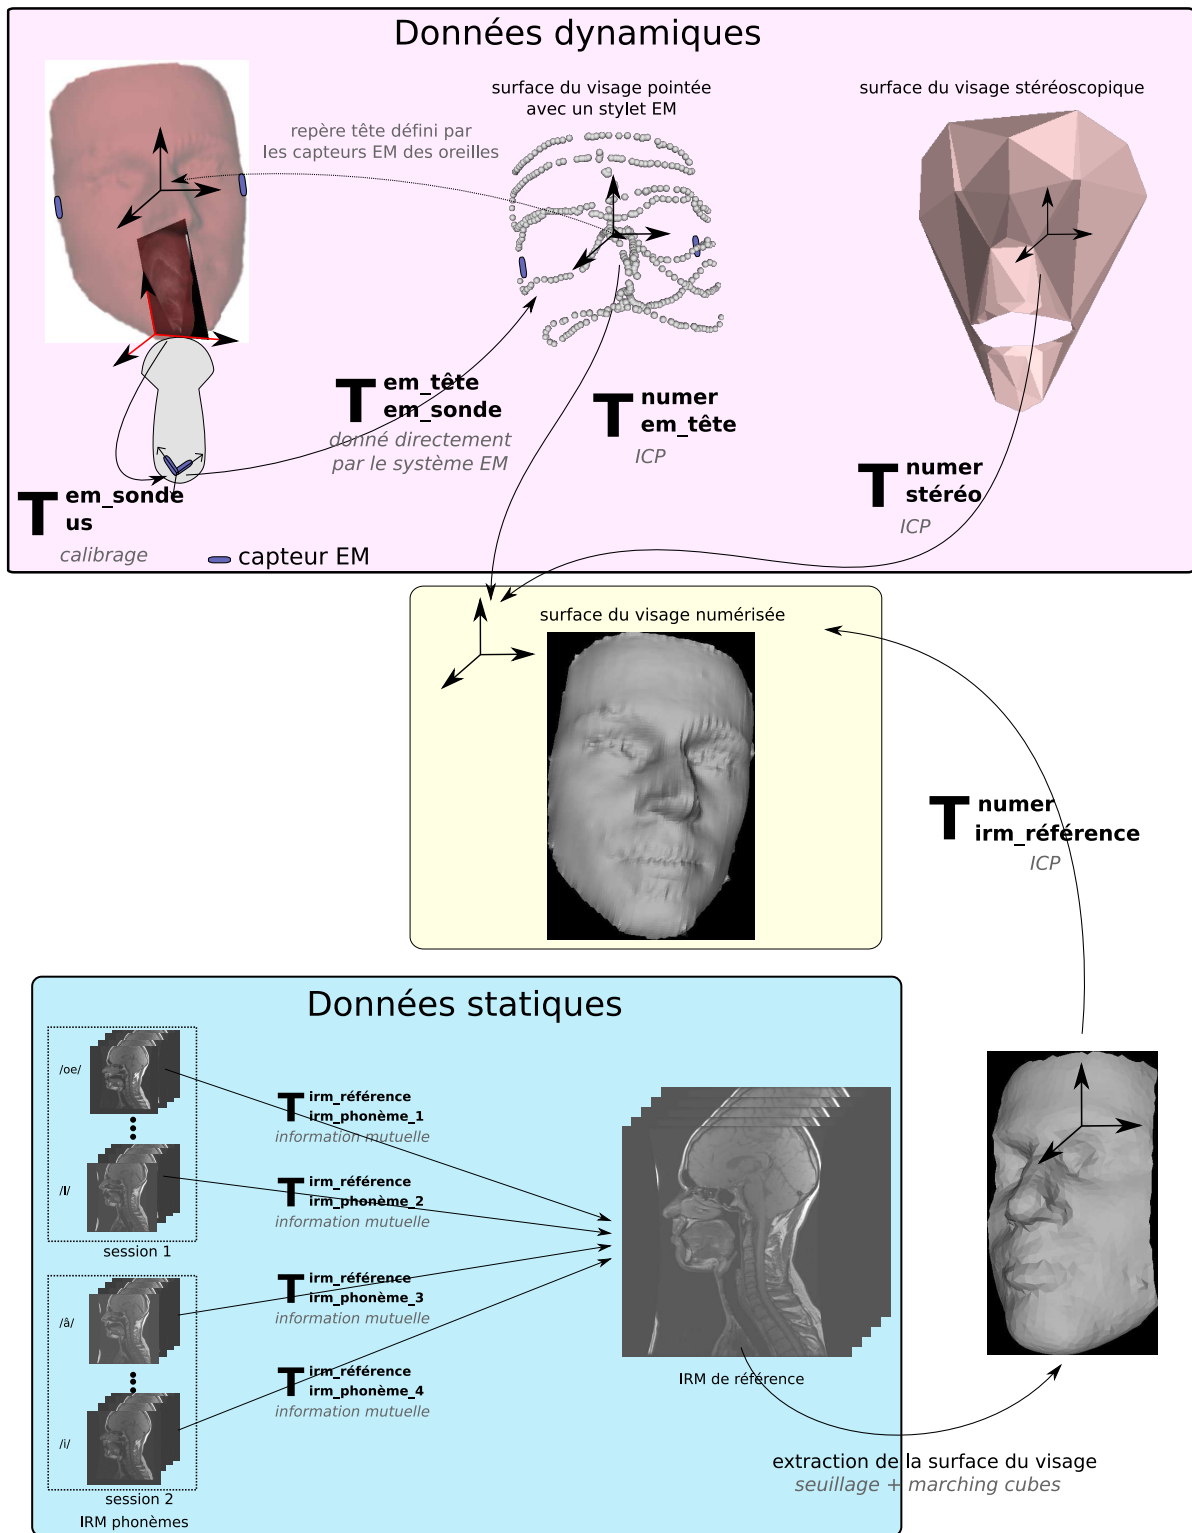 Données dynamiques
surface du visage pointée
avec un stylet EM
surface du visage stéréoscopique
repère tête défini par
les capteurs EM des oreilles
T em_tête
em_sonde
donné directement
par le système EM
T numer
em_tête
ICP
T numer
stéréo
ICP
T em_sonde
us
calibrage
capteur EM
surface du visage numérisée
T numer
irm_référence
ICP
Données statiques
/oe/
T irm_référence
irm_phonème_1
information mutuelle
/l/
T irm_référence
irm_phonème_2
information mutuelle
session 1
T irm_référence
irm_phonème_3
information mutuelle
/â/
T irm_référence
irm_phonème_4
information mutuelle
/i/
IRM de référence
session 2
IRM phonèmes
extraction de la surface du visage
seuillage + marching cubes